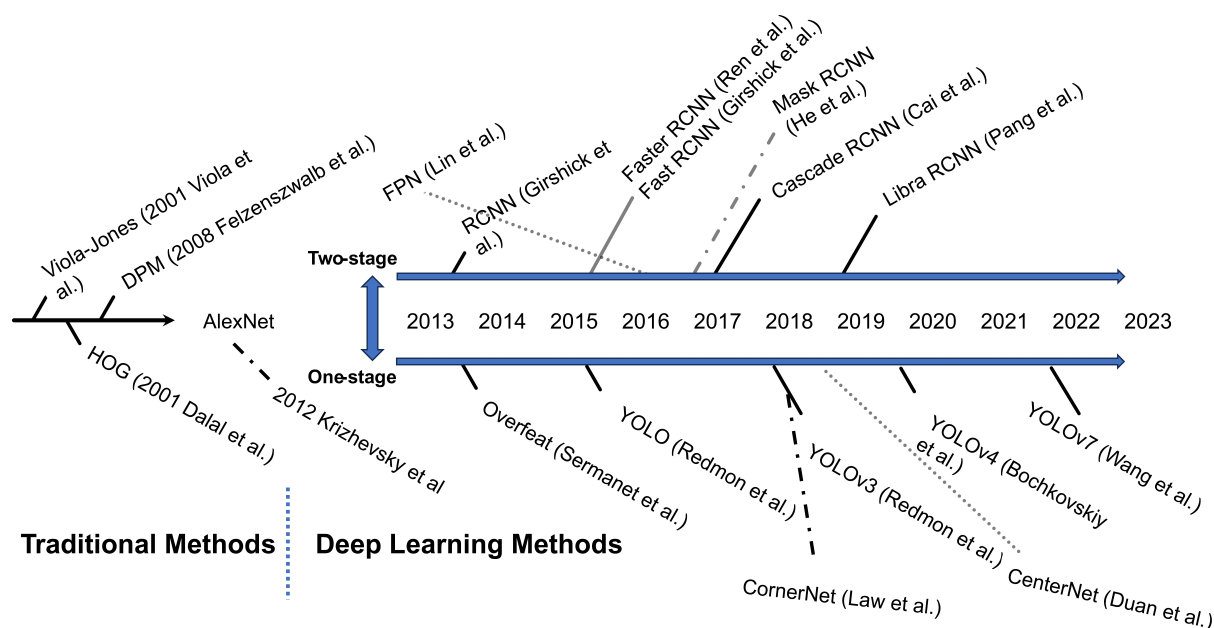 Viola-Jones (2001 Viola et
al.)
DPM (2008 Felzenszwalb et al.)
HOG (2001 Dalal et al.)
AlexNet
2012 Krizhevsky et al
FPN (Lin et al.)
RCNN (Girshick et
al.)
Faster RCNN (Ren et al.)
Fast RCNN (Girshick et al.)
Mask RCNN
(He et al.)
Cascade RCNN (Cai et al.)
Libra RCNN (Pang et al.)
Two-stage
2013 2014 2015 2016 2017 2018 2019 2020 2021 2022 2023
One-stage
Overfeat (Sermanet et al.)
YOLO (Redmon et al.)
YOLOv3 (Redmon et al.)
CornerNet (Law et al.)
YOLOv4 (Bochkovskiy
et al.)
CenterNet (Duan et al.)
YOLOv7 (Wang et al.)
Traditional Methods
Deep Learning Methods